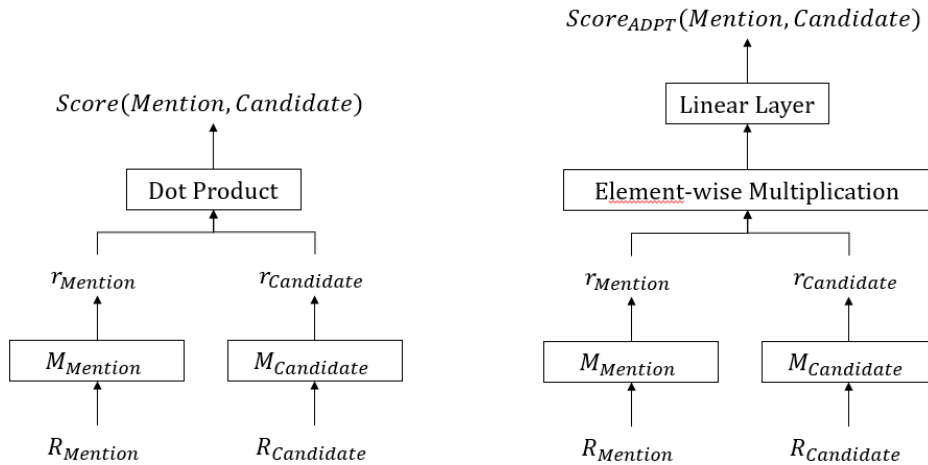 Score(Mention, Candidate)
Dot Product
r_Mention r_Candidate
M_Mention M_Candidate
R_Mention R_Candidate
Score_ADPT(Mention, Candidate)
Linear Layer
Element-wise Multiplication
r_Mention r_Candidate
M_Mention M_Candidate
R_Mention R_Candidate